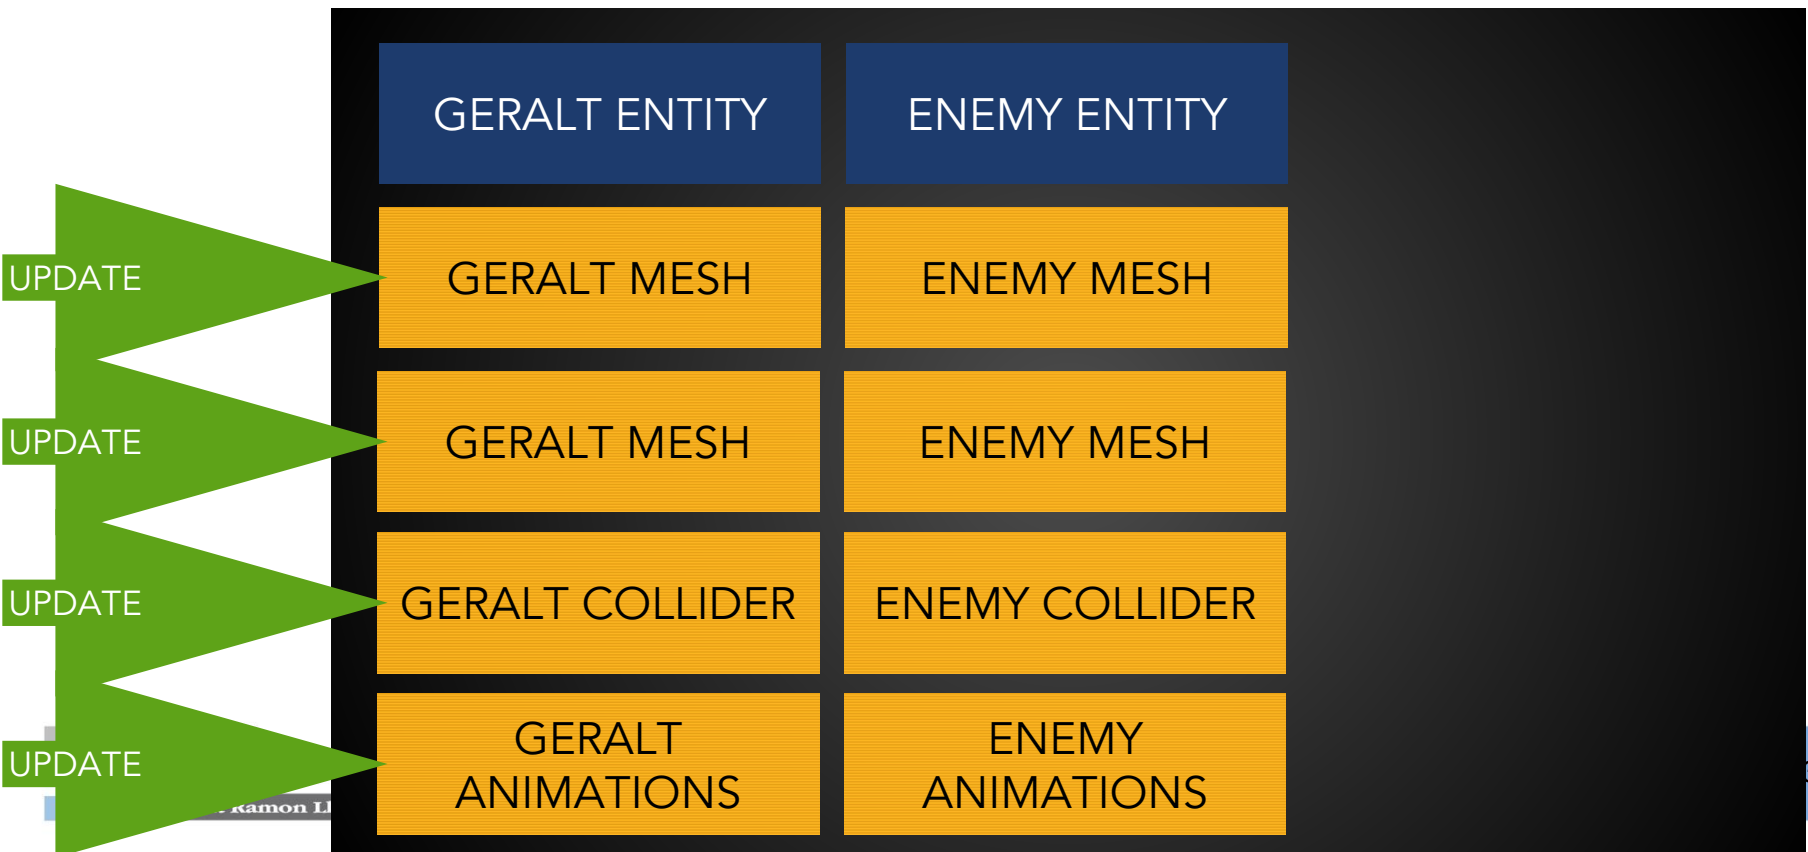 GERALT ENTITY
ENEMY ENTITY
UPDATE
GERALT MESH
ENEMY MESH
UPDATE
GERALT MESH
ENEMY MESH
UPDATE
GERALT COLLIDER
ENEMY COLLIDER
UPDATE
GERALT
ANIMATIONS
ENEMY
ANIMATIONS
Ramon